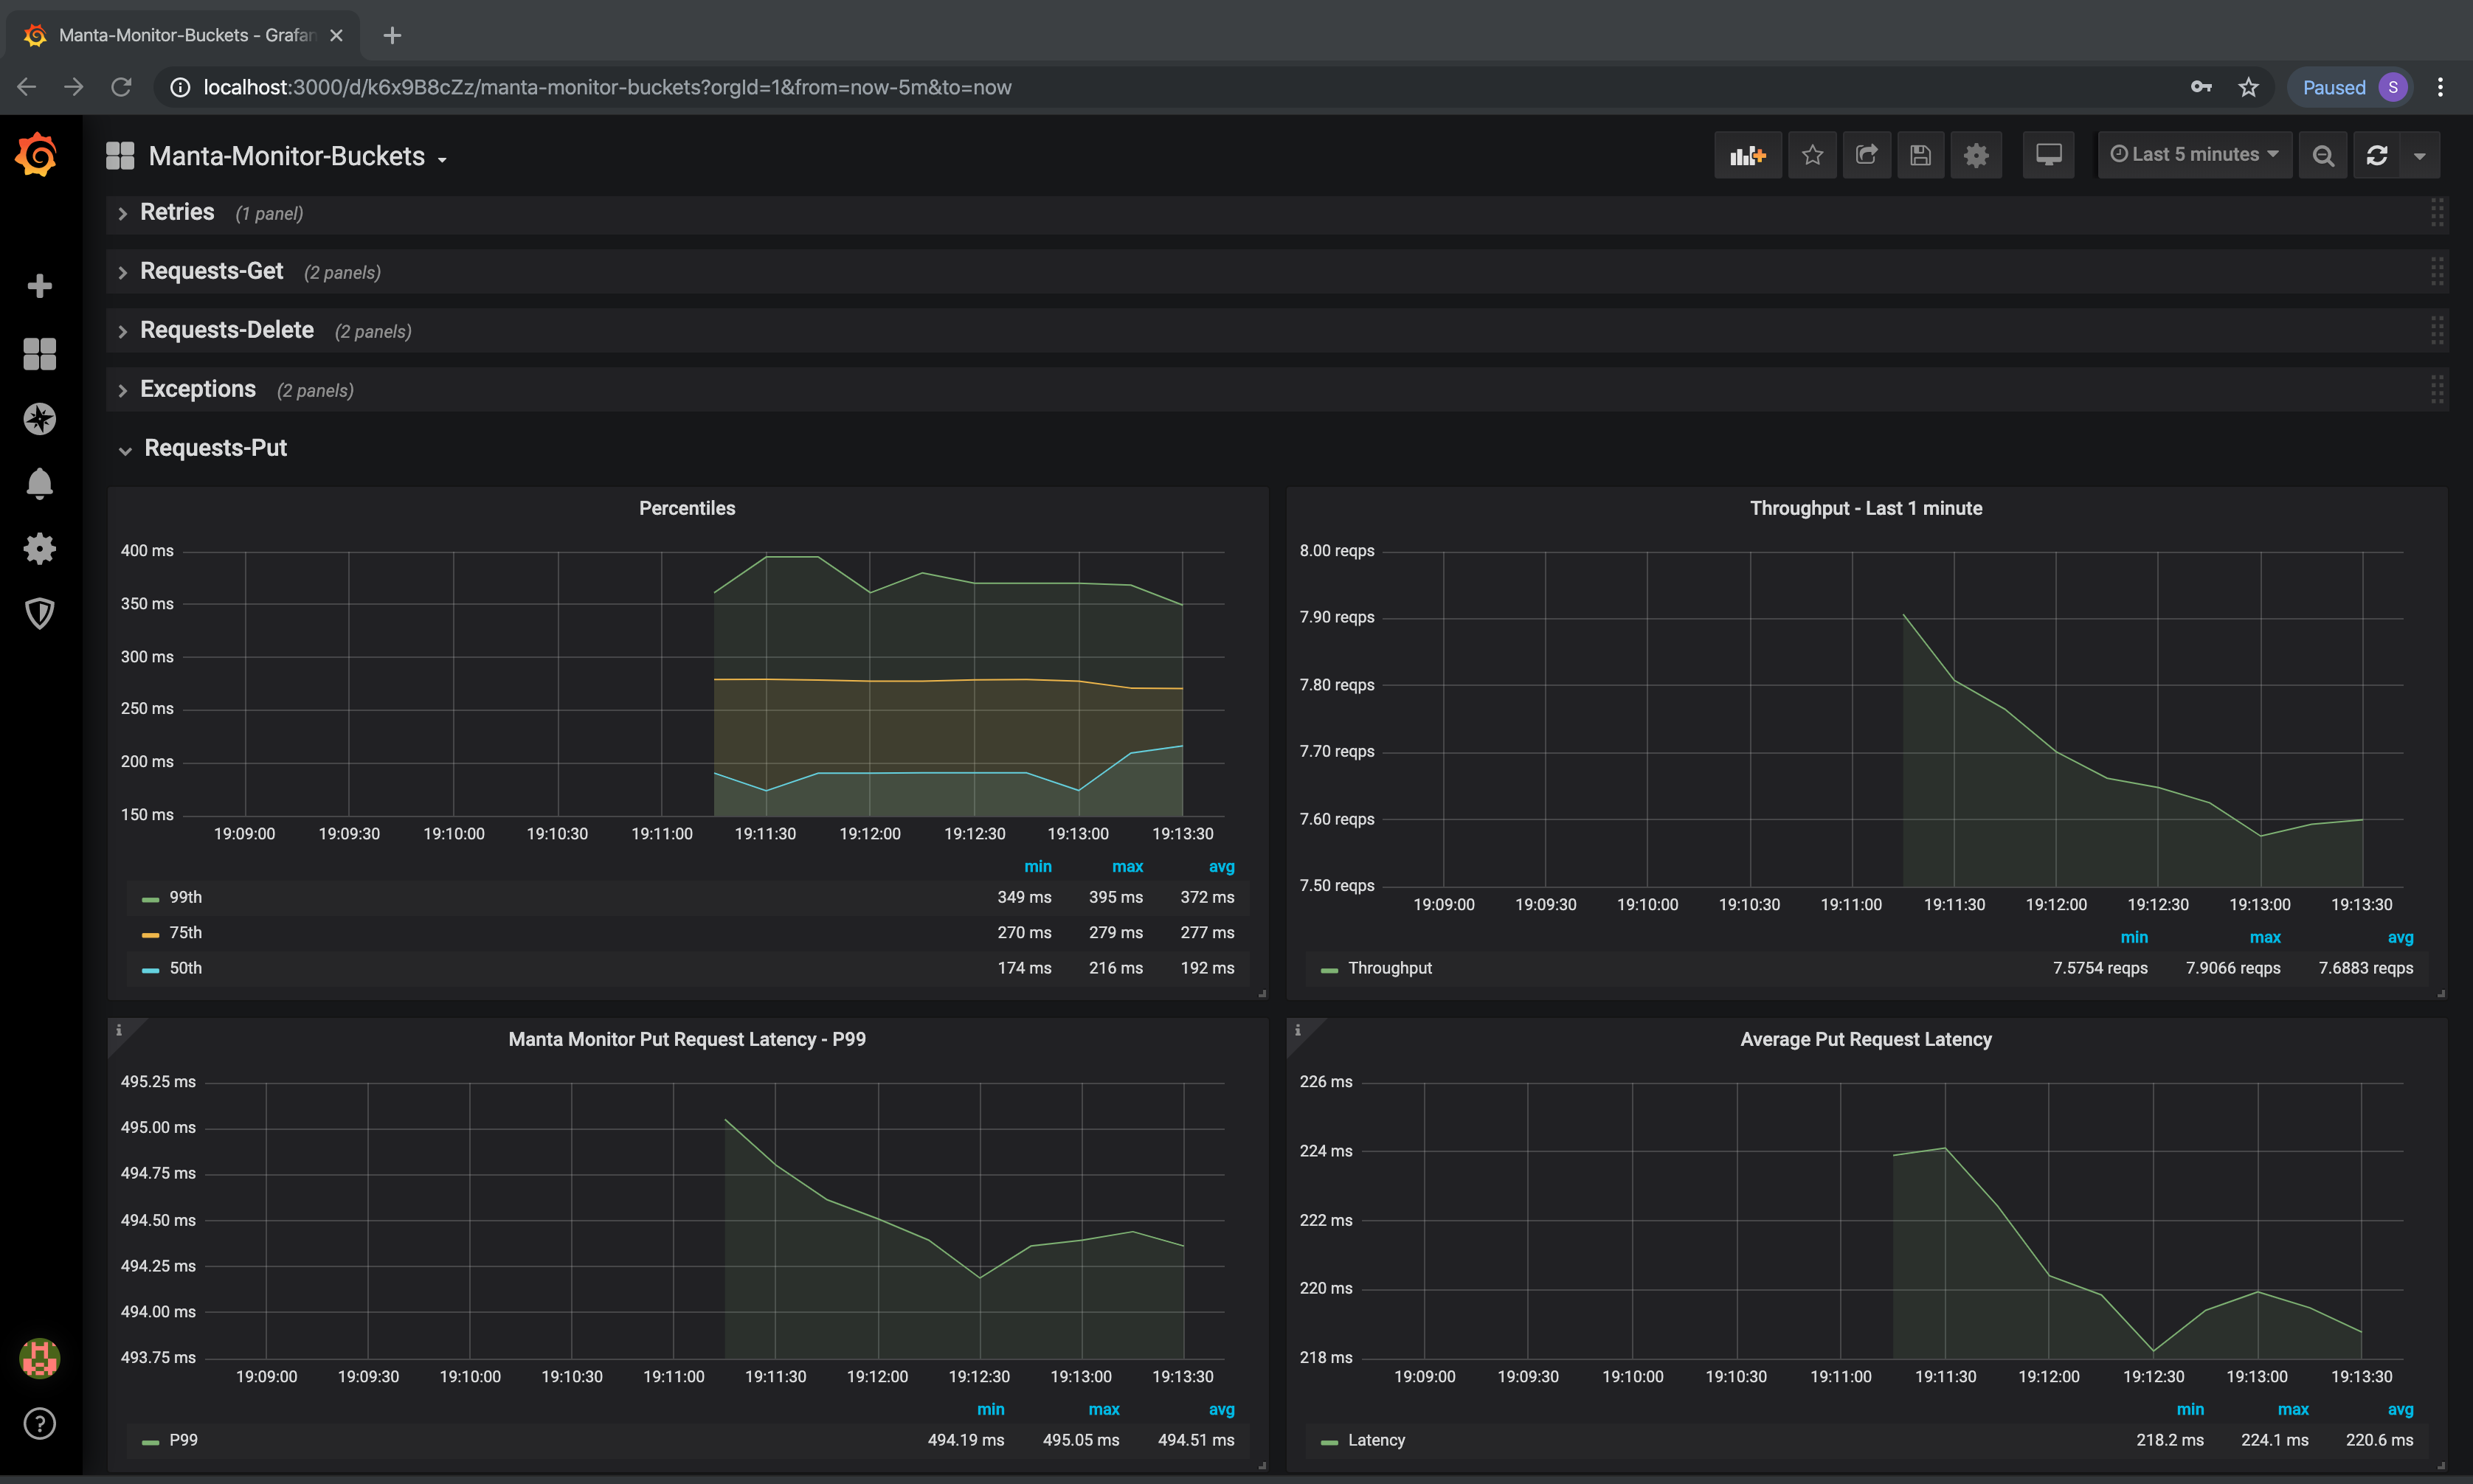 Manta-Monitor-Buckets - Grafan
localhost:3000/d/k6x9B8cZz/manta-monitor-buckets?orgId=1&from=now-5m&to=now
Paused S
Manta-Monitor-Buckets
Last 5 minutes
Retries (1 panel)
Requests-Get (2 panels)
Requests-Delete (2 panels)
Exceptions (2 panels)
Requests-Put
Percentiles
400 ms
350 ms
300 ms
250 ms
200 ms
150 ms
19:09:00 19:09:30 19:10:00 19:10:30 19:11:00 19:11:30 19:12:00 19:12:30 19:13:00 19:13:30
min max avg
99th 349 ms 395 ms 372 ms
75th 270 ms 279 ms 277 ms
50th 174 ms 216 ms 192 ms
Throughput - Last 1 minute
8.00 reqps
7.90 reqps
7.80 reqps
7.70 reqps
7.60 reqps
7.50 reqps
19:09:00 19:09:30 19:10:00 19:10:30 19:11:00 19:11:30 19:12:00 19:12:30 19:13:00 19:13:30
min max avg
Throughput 7.5754 reqps 7.9066 reqps 7.6883 reqps
i
Manta Monitor Put Request Latency - P99
495.25 ms
495.00 ms
494.75 ms
494.50 ms
494.25 ms
494.00 ms
493.75 ms
19:09:00 19:09:30 19:10:00 19:10:30 19:11:00 19:11:30 19:12:00 19:12:30 19:13:00 19:13:30
min max avg
P99 494.19 ms 495.05 ms 494.51 ms
i
Average Put Request Latency
226 ms
224 ms
222 ms
220 ms
218 ms
19:09:00 19:09:30 19:10:00 19:10:30 19:11:00 19:11:30 19:12:00 19:12:30 19:13:00 19:13:30
min max avg
Latency 218.2 ms 224.1 ms 220.6 ms